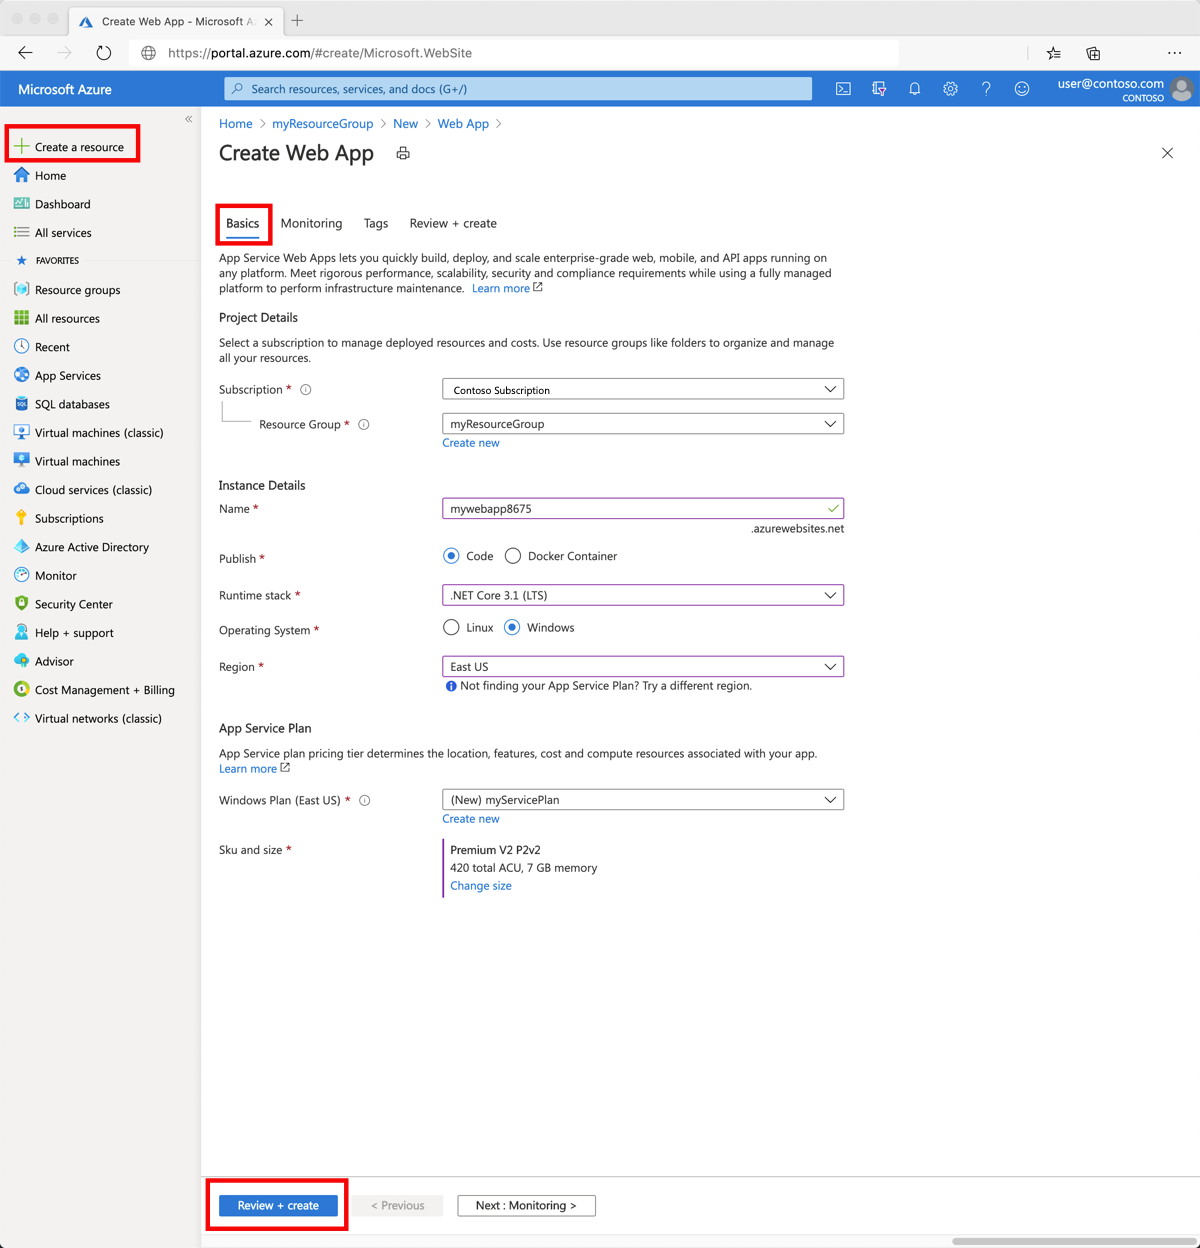 Create Web App - Microsoft A
https://portal.azure.com/#create/Microsoft.WebSite
Microsoft Azure
Search resources, services, and docs (G+/)
user@contoso.com
CONTOSO
Create a resource
Home
Dashboard
All services
FAVORITES
Resource groups
All resources
Recent
App Services
SQL databases
Virtual machines (classic)
Virtual machines
Cloud services (classic)
Subscriptions
Azure Active Directory
Monitor
Security Center
Help + support
Advisor
Cost Management + Billing
Virtual networks (classic)
Home > myResourceGroup > New > Web App >
Create Web App
Basics Monitoring Tags Review + create
App Service Web Apps lets you quickly build, deploy, and scale enterprise-grade web, mobile, and API apps running on
any platform. Meet rigorous performance, scalability, security and compliance requirements while using a fully managed
platform to perform infrastructure maintenance. Learn more
Project Details
Select a subscription to manage deployed resources and costs. Use resource groups like folders to organize and manage
all your resources.
Subscription * Contoso Subscription
Resource Group * myResourceGroup
Create new
Instance Details
Name * mywebapp8675
.azurewebsites.net
Publish * Code Docker Container
Runtime stack * .NET Core 3.1 (LTS)
Operating System * Linux Windows
Region * East US
Not finding your App Service Plan? Try a different region.
App Service Plan
App Service plan pricing tier determines the location, features, cost and compute resources associated with your app.
Learn more
Windows Plan (East US) * (New) myServicePlan
Create new
Sku and size * Premium V2 P2v2
420 total ACU, 7 GB memory
Change size
Review + create < Previous Next : Monitoring >